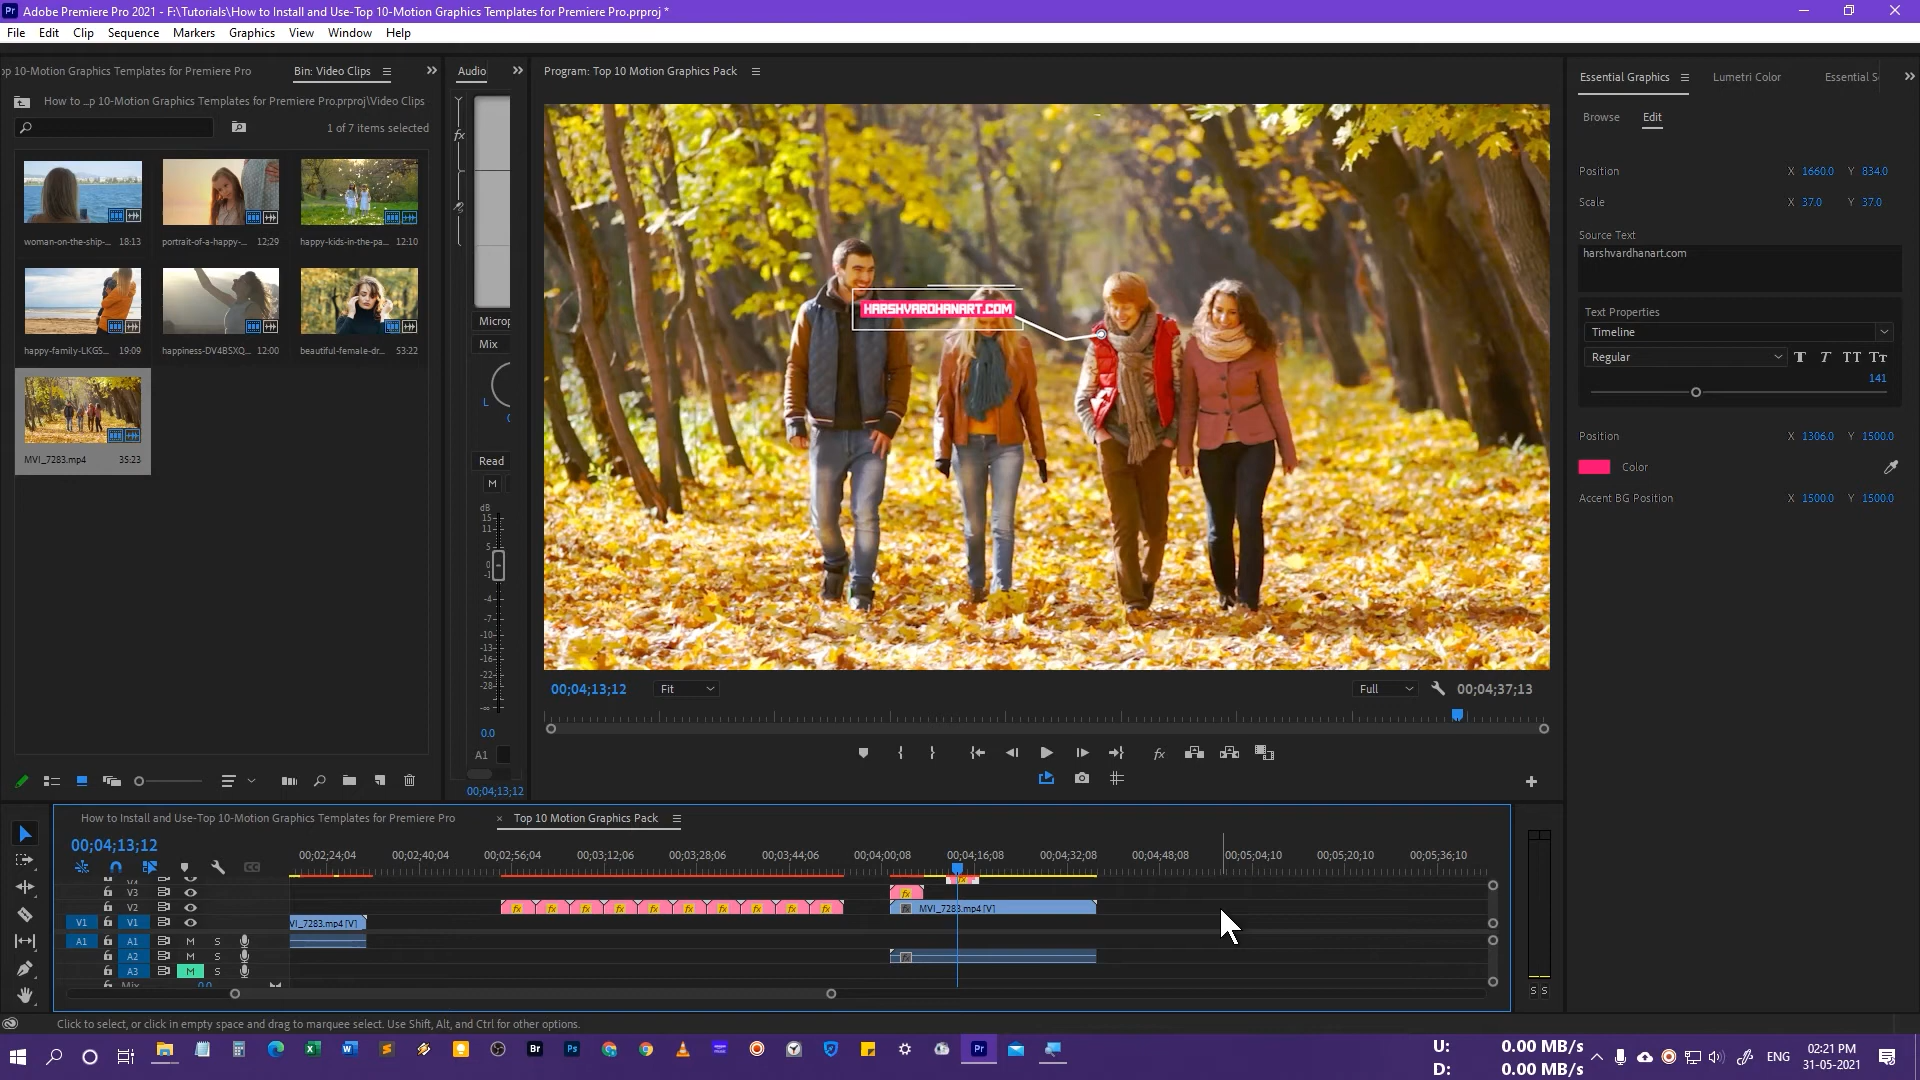 Adobe Premiere Pro 2021 - F:\Tutorials\How to Install and Use-Top 10-Motion Graphics Templates for Premiere Pro.prproj *
File Edit Clip Sequence Markers Graphics View Window Help
op 10-Motion Graphics Templates for Premiere Pro Bin: Video Clips
How to ...p 10-Motion Graphics Templates for Premiere Pro.prproj\Video Clips
1 of 7 items selected
woman-on-the-ship-... 18:13 portrait-of-a-happy-... 12;29 happy-kids-in-the-pa... 12:10
happy-family-LKGS... 19:09 happiness-DV4B5XQ... 12:00 beautiful-female-dr... 53:22
MVI_7283.mp4 35:23
Audio
Microp
Mix
L
Read
M
dB
15
11
5
0
-1
-4
-7
-10
-13
-16
-22
-28
-∞
0.0
A1
00;04;13;12
Program: Top 10 Motion Graphics Pack
HARSHVARDHANART.COM
00;04;13;12 Fit Full 00;04;37;13
Essential Graphics Lumetri Color Essential S
Browse Edit
Position X 1660.0 Y 834.0
Scale X 37.0 Y 37.0
Source Text
harshvardhanart.com
Text Properties
Timeline
Regular T T TT Tt
141
Position X 1306.0 Y 1500.0
Color
Accent BG Position X 1500.0 Y 1500.0
How to Install and Use-Top 10-Motion Graphics Templates for Premiere Pro × Top 10 Motion Graphics Pack
00;04;13;12
00;02;24;04 00;02;40;04 00;02;56;04 00;03;12;06 00;03;28;06 00;03;44;06 00;04;00;08 00;04;16;08 00;04;32;08 00;04;48;08 00;05;04;10 00;05;20;10 00;05;36;10
V3
V2 MVI_7283.mp4 [V]
V1 V1 VI_7283.mp4 [V]
A1 A1 M S
A2 M S
A3 M S
Mix 0.0
S S
Click to select, or click in empty space and drag to marquee select. Use Shift, Alt, and Ctrl for other options.
U: 0.00 MB/s
D: 0.00 MB/s
ENG
02:21 PM
31-05-2021